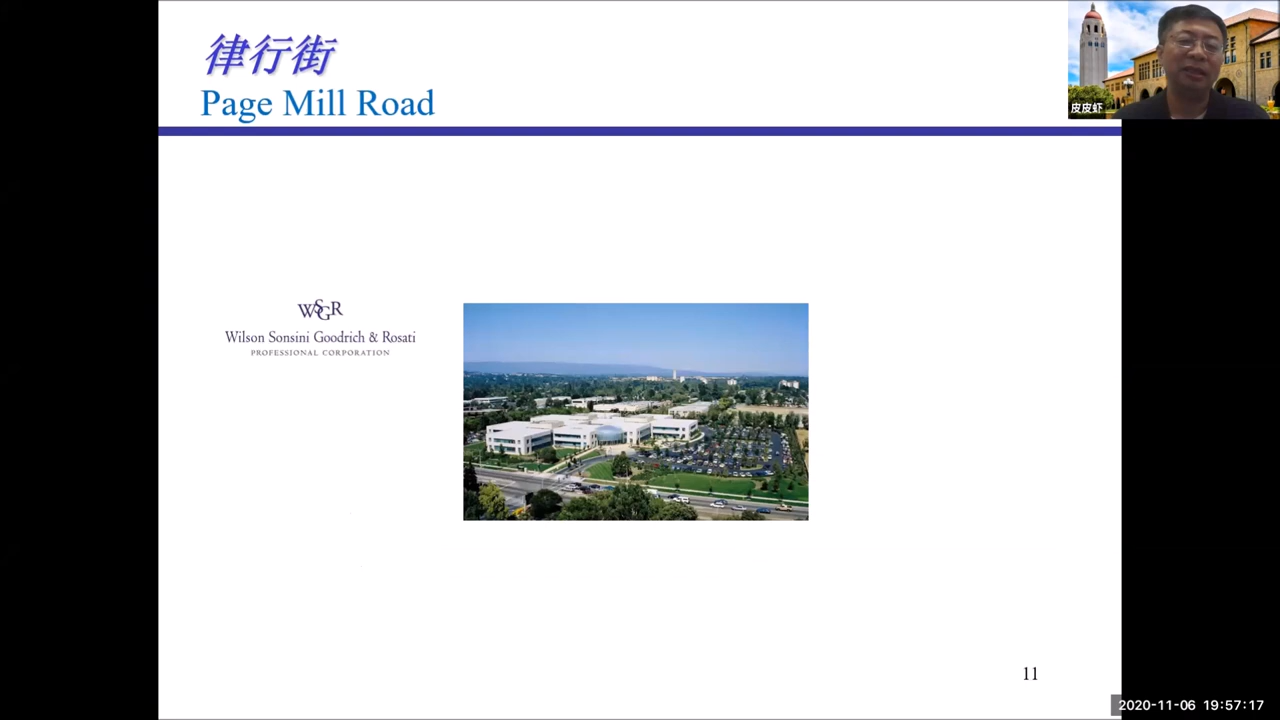 律行街
Page Mill Road
皮皮虾
WSGR
Wilson Sonsini Goodrich & Rosati
PROFESSIONAL CORPORATION
11
2020-11-06 19:57:17